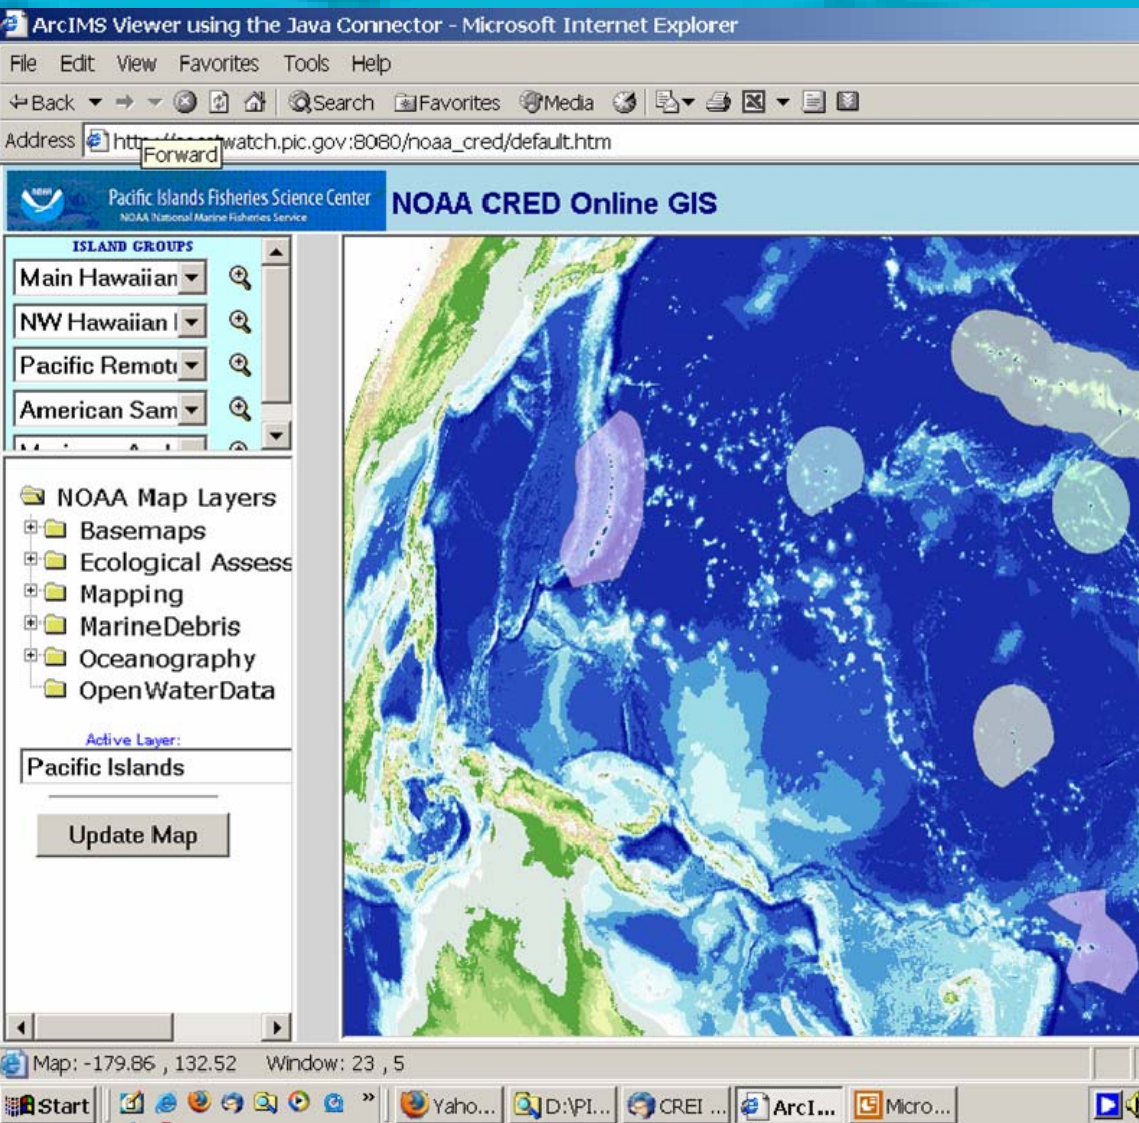 ArcIMS Viewer using the Java Connector - Microsoft Internet Explorer
File Edit View Favorites Tools Help
Back Search Favorites Media
Address http://coastwatch.pic.gov:8080/noaa_cred/default.htm
Forward
NOAA
Pacific Islands Fisheries Science Center
NOAA National Marine Fisheries Service
NOAA CRED Online GIS
ISLAND GROUPS
Main Hawaiian
NW Hawaiian I
Pacific Remot
American Sam
NOAA Map Layers
Basemaps
Ecological Assess
Mapping
MarineDebris
Oceanography
OpenWaterData
Active Layer:
Pacific Islands
Update Map
Map: -179.86 , 132.52 Window: 23 , 5
Start » Yaho... D:\PI... CREI ... ArcI... Micro...